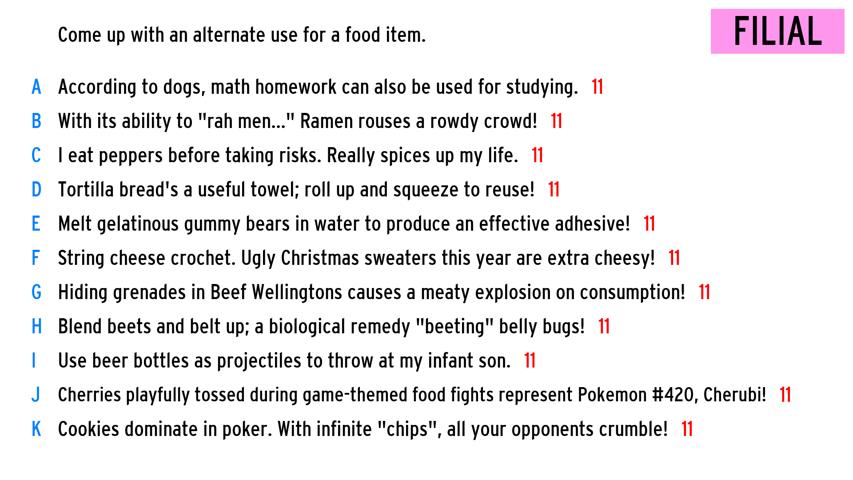 Come up with an alternate use for a food item.
FILIAL
A According to dogs, math homework can also be used for studying. 11
B With its ability to "rah men..." Ramen rouses a rowdy crowd! 11
C I eat peppers before taking risks. Really spices up my life. 11
D Tortilla bread's a useful towel; roll up and squeeze to reuse! 11
E Melt gelatinous gummy bears in water to produce an effective adhesive! 11
F String cheese crochet. Ugly Christmas sweaters this year are extra cheesy! 11
G Hiding grenades in Beef Wellingtons causes a meaty explosion on consumption! 11
H Blend beets and belt up; a biological remedy "beeting" belly bugs! 11
I Use beer bottles as projectiles to throw at my infant son. 11
J Cherries playfully tossed during game-themed food fights represent Pokemon #420, Cherubi! 11
K Cookies dominate in poker. With infinite "chips", all your opponents crumble! 11